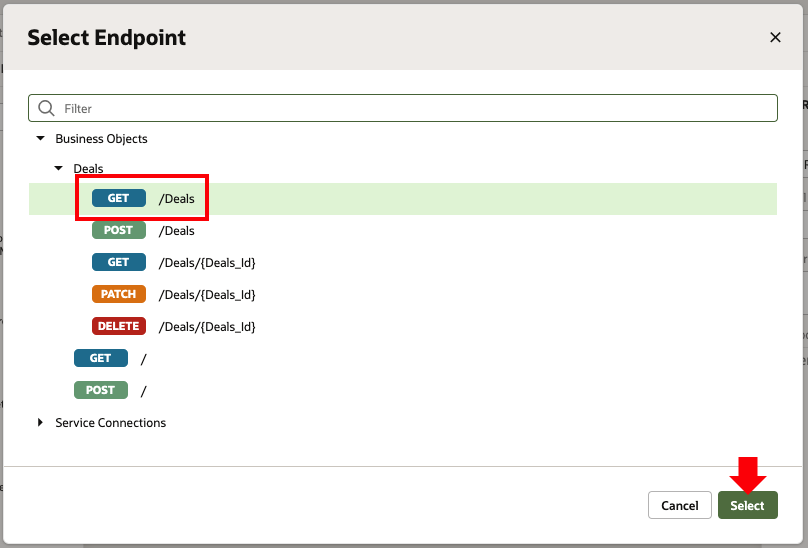 Select Endpoint
Filter
Business Objects
Deals
GET /Deals
POST /Deals
GET /Deals/{Deals_Id}
PATCH /Deals/{Deals_Id}
DELETE /Deals/{Deals_Id}
GET /
POST /
Service Connections
Cancel Select